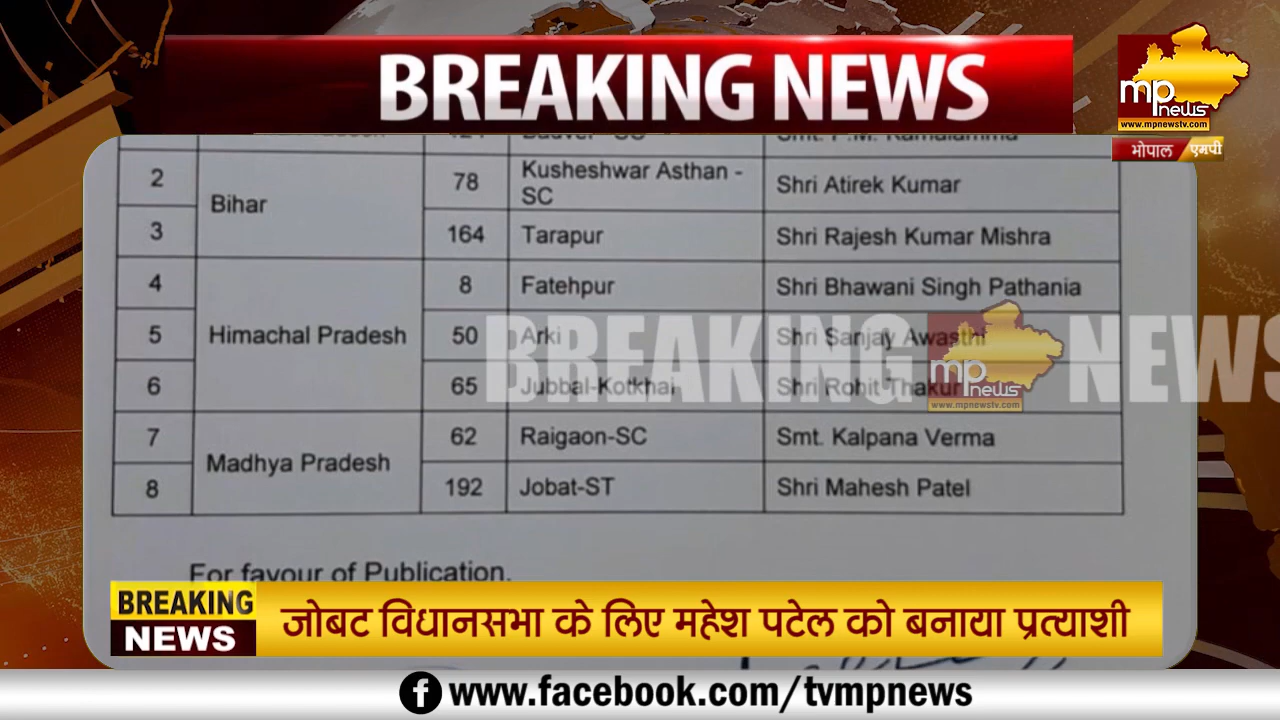 BREAKING NEWS
mp
news
www.mpnewstv.com
भोपाल एमपी
2 Bihar 78 Kusheshwar Asthan - SC Shri Atirek Kumar
3 164 Tarapur Shri Rajesh Kumar Mishra
4 Himachal Pradesh 8 Fatehpur Shri Bhawani Singh Pathania
5 50 Arki Shri Sanjay Awasthi
6 65 Jubbal-Kotkhai Shri Rohit Thakur
7 Madhya Pradesh 62 Raigaon-SC Smt. Kalpana Verma
8 192 Jobat-ST Shri Mahesh Patel
BREAKING NEWS
mp
news
www.mpnewstv.com
For favour of Publication.
BREAKING
NEWS
जोबट विधानसभा के लिए महेश पटेल को बनाया प्रत्याशी
www.facebook.com/tvmpnews